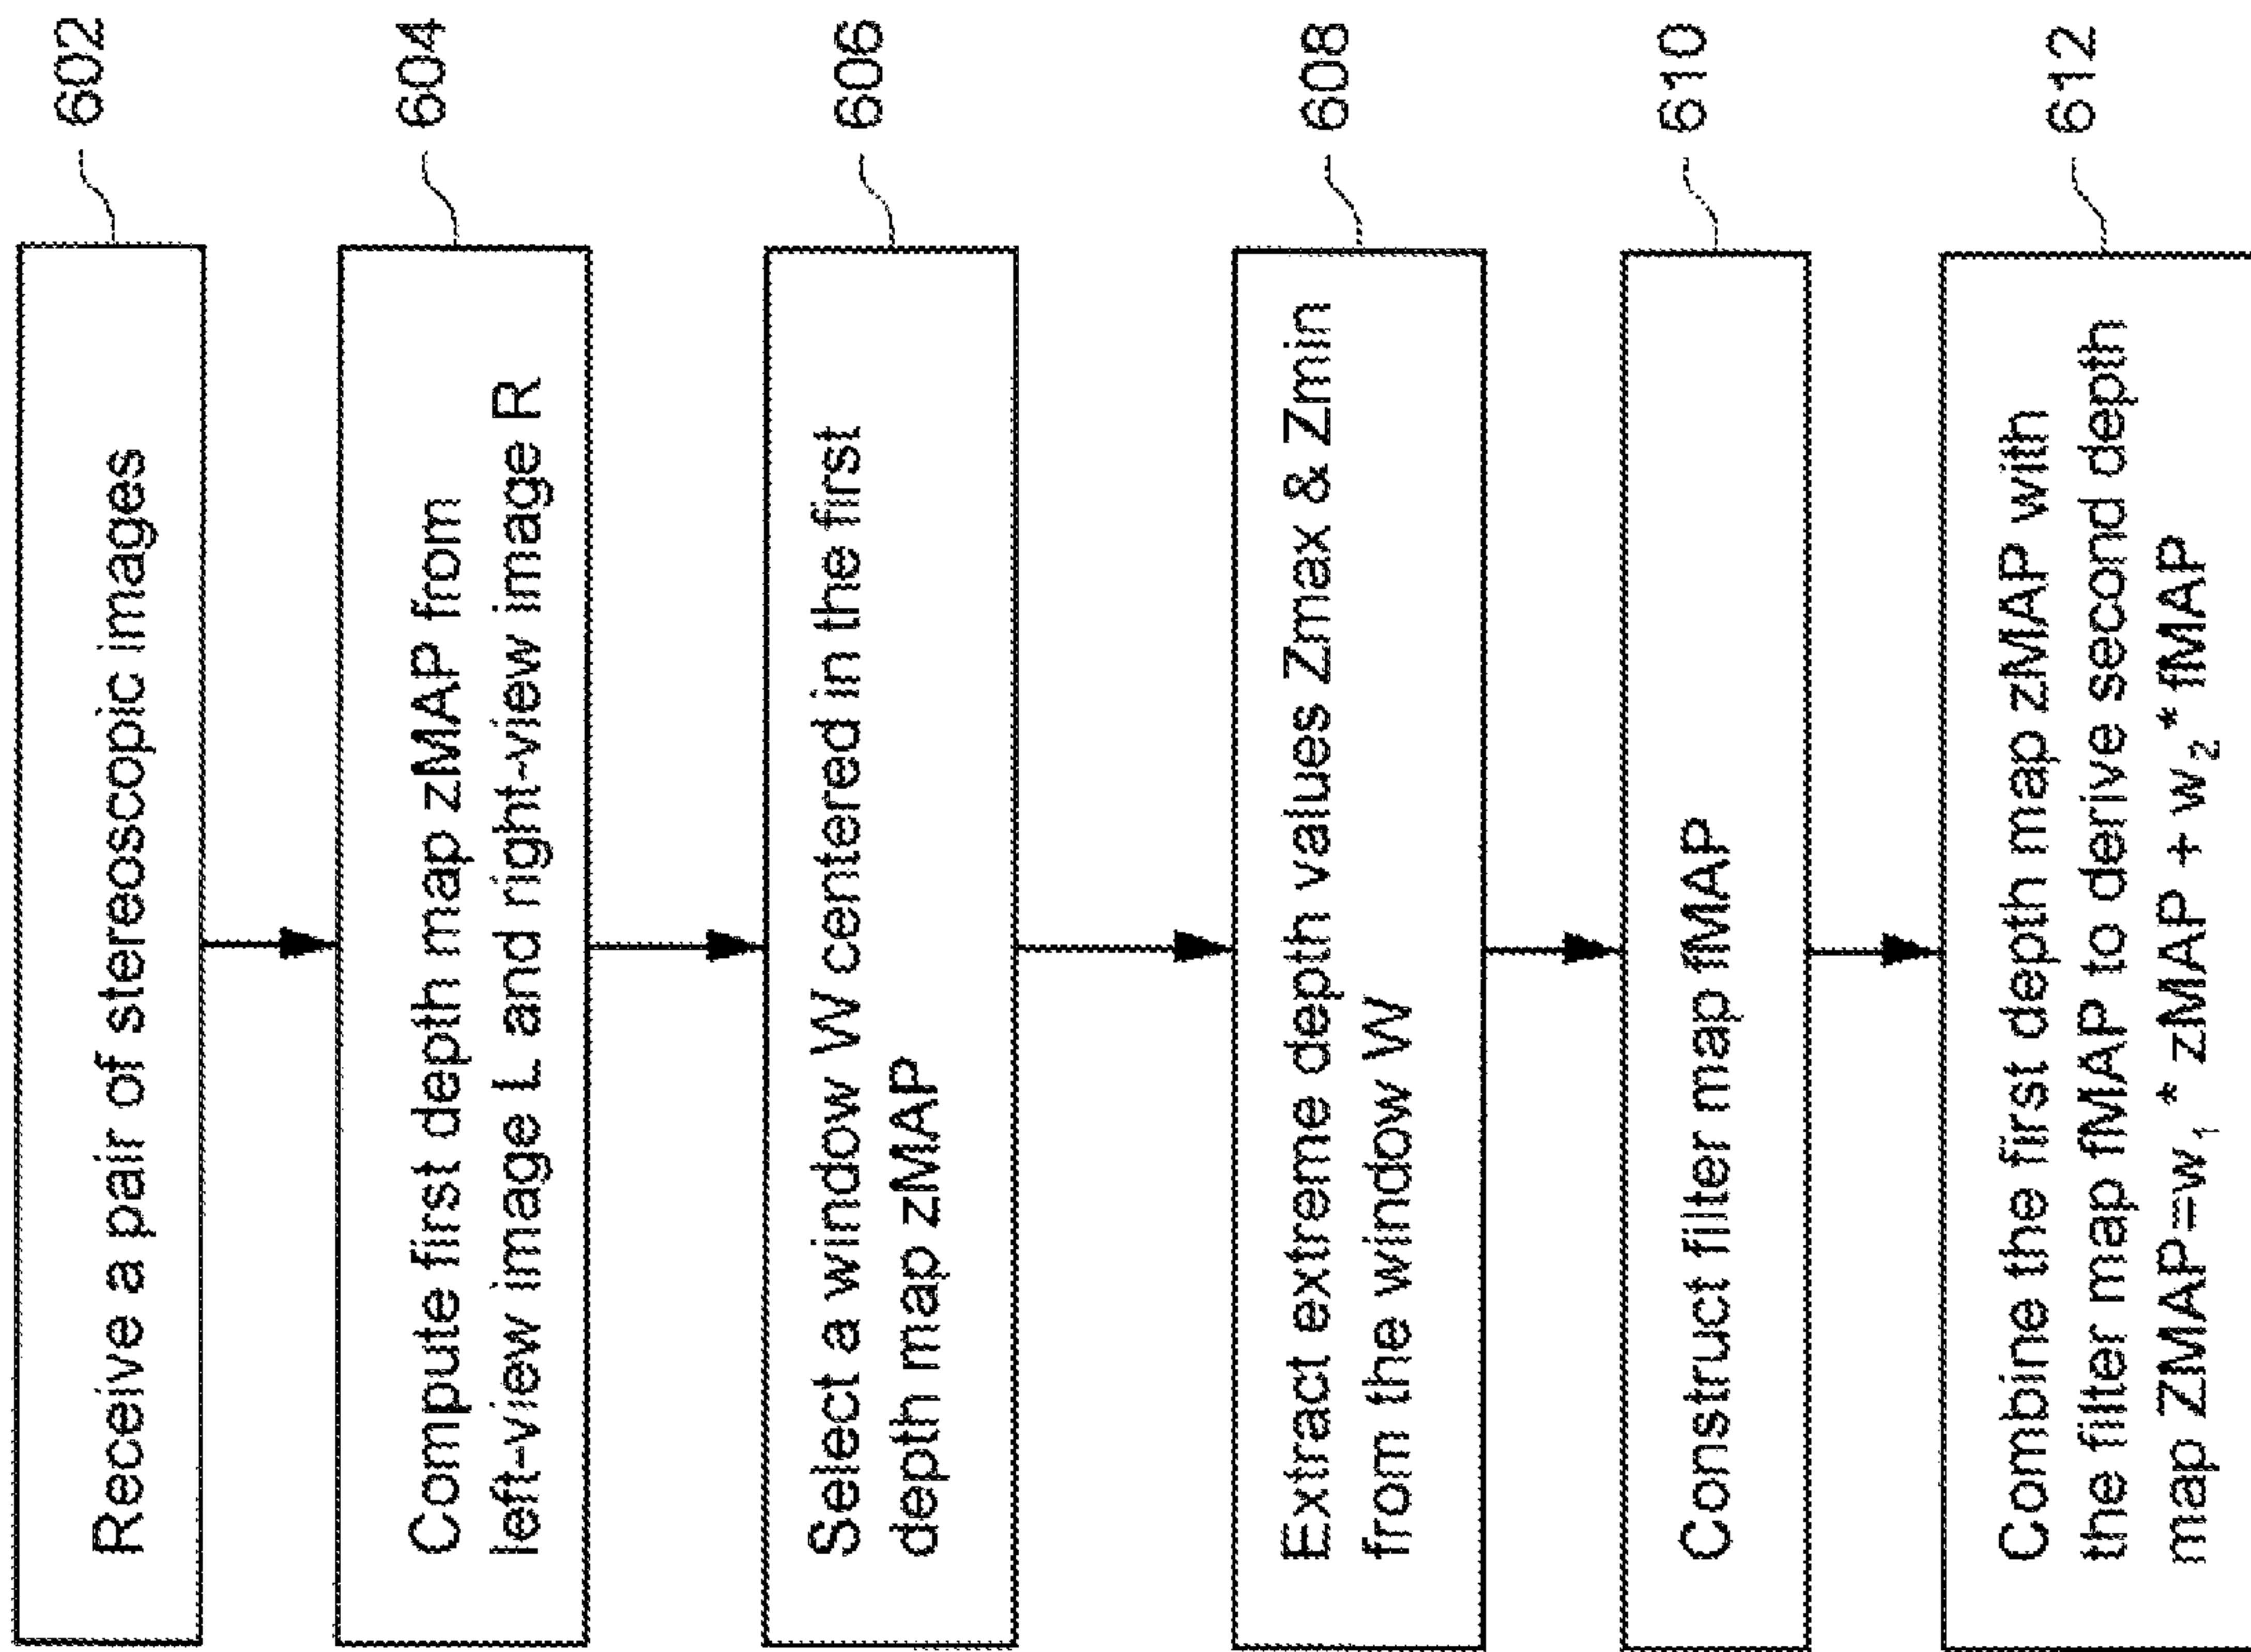 Receive a pair of stereoscopic images
602
Compute first depth map zMAP from
left-view image L and right-view image R
604
Select a window W centered in the first
depth map zMAP
606
Extract extreme depth values Zmax & Zmin
from the window W
608
Construct filter map fMAP
610
Combine the first depth map zMAP with
the filter map fMAP to derive second depth
map ZMAP=w₁* zMAP + w₂*fMAP
612